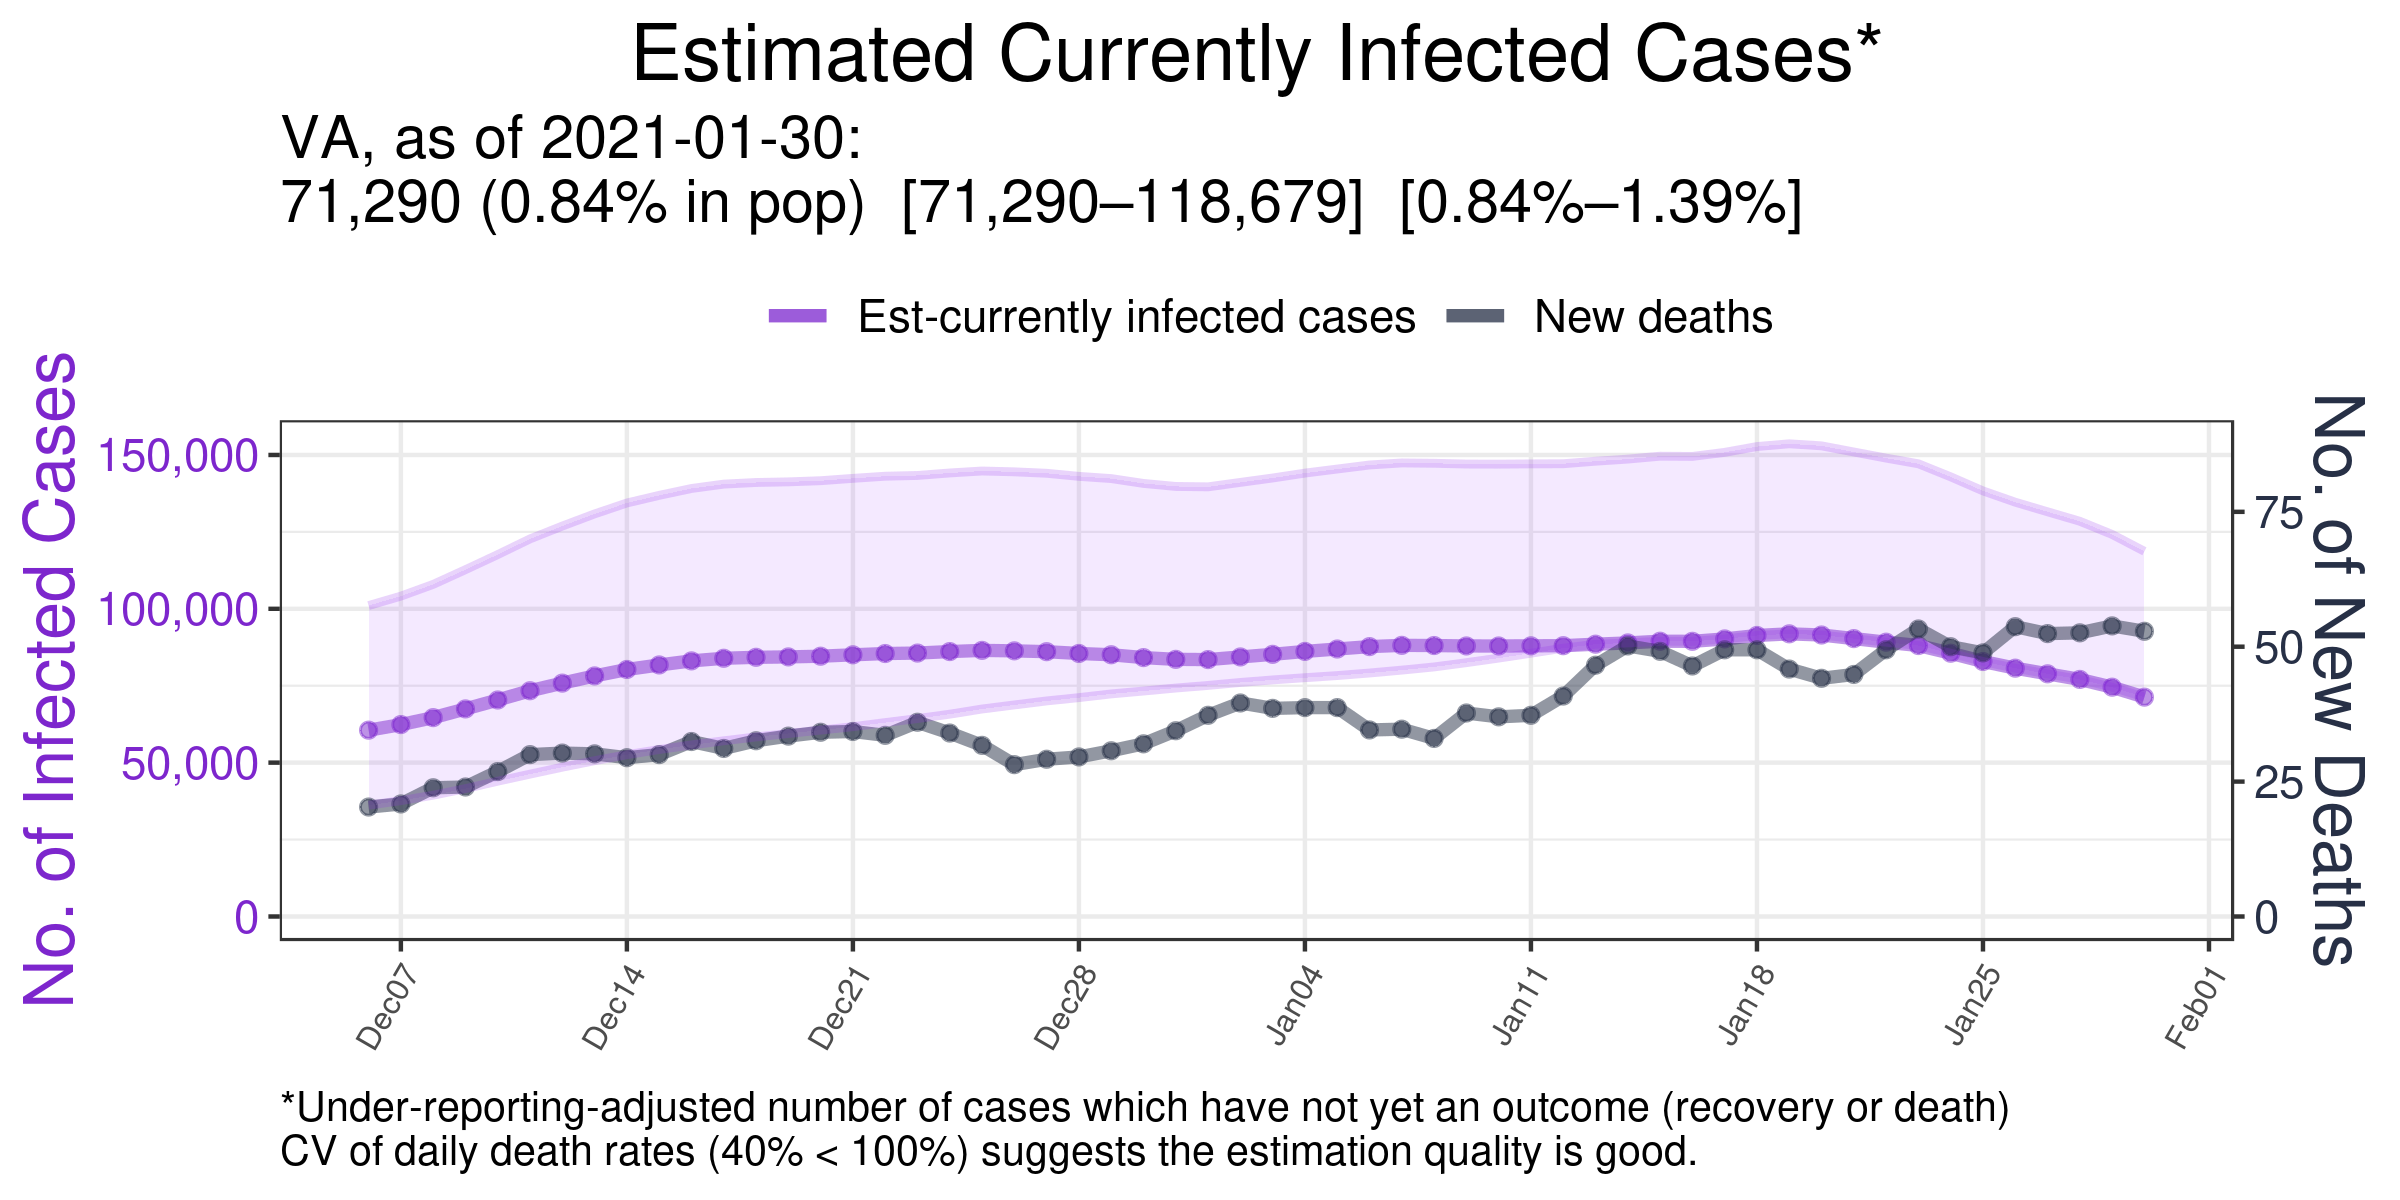 Estimated Currently Infected Cases*
VA, as of 2021-01-30:
71,290 (0.84% in pop)  [71,290–118,679]  [0.84%–1.39%]
Est-currently infected cases
New deaths
No. of Infected Cases
150,000
100,000
50,000
0
No. of New Deaths
75
50
25
0
Dec07
Dec14
Dec21
Dec28
Jan04
Jan11
Jan18
Jan25
Feb01
*Under-reporting-adjusted number of cases which have not yet an outcome (recovery or death)
CV of daily death rates (40% < 100%) suggests the estimation quality is good.